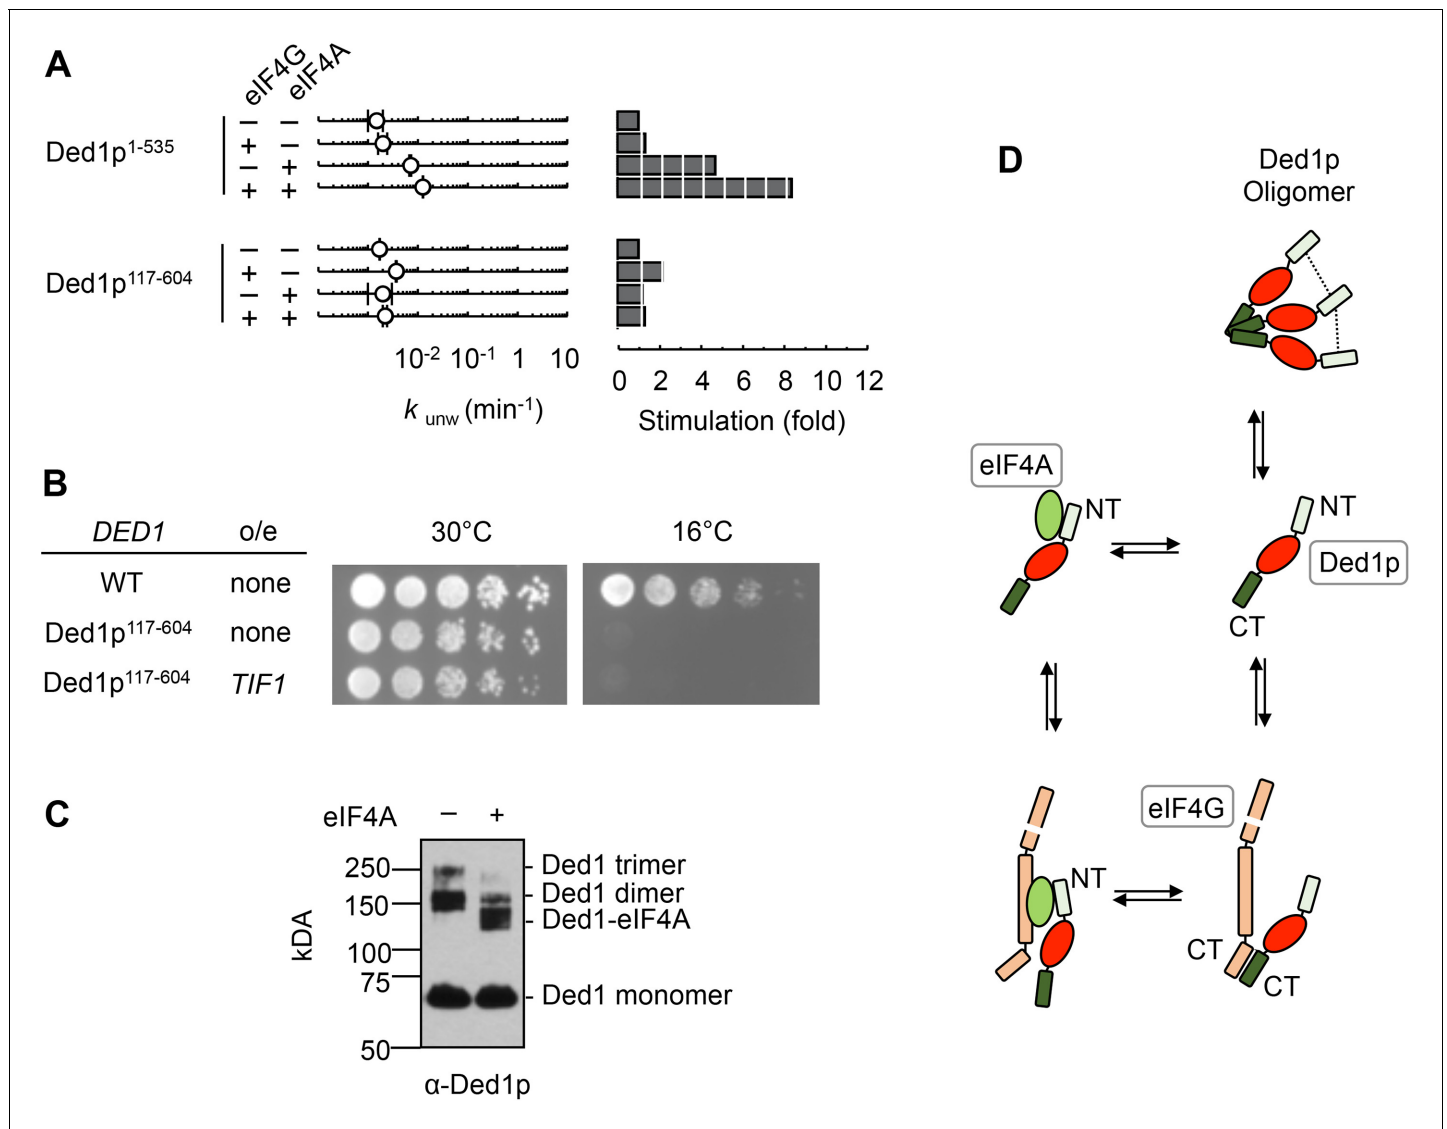 A
eIF4G eIF4A
Ded1p1-535
− −
+ −
− +
+ +
Ded1p117-604
− −
+ −
− +
+ +
10-2 10-1 1 10
k unw (min-1)
0 2 4 6 8 10 12
Stimulation (fold)
B
DED1 o/e 30°C 16°C
WT none
Ded1p117-604 none
Ded1p117-604 TIF1
C
eIF4A − +
kDA
250
150
100
75
50
Ded1 trimer
Ded1 dimer
Ded1-eIF4A
Ded1 monomer
α-Ded1p
D
Ded1p
Oligomer
eIF4A
NT
NT
Ded1p
CT
eIF4G
NT
CT
CT